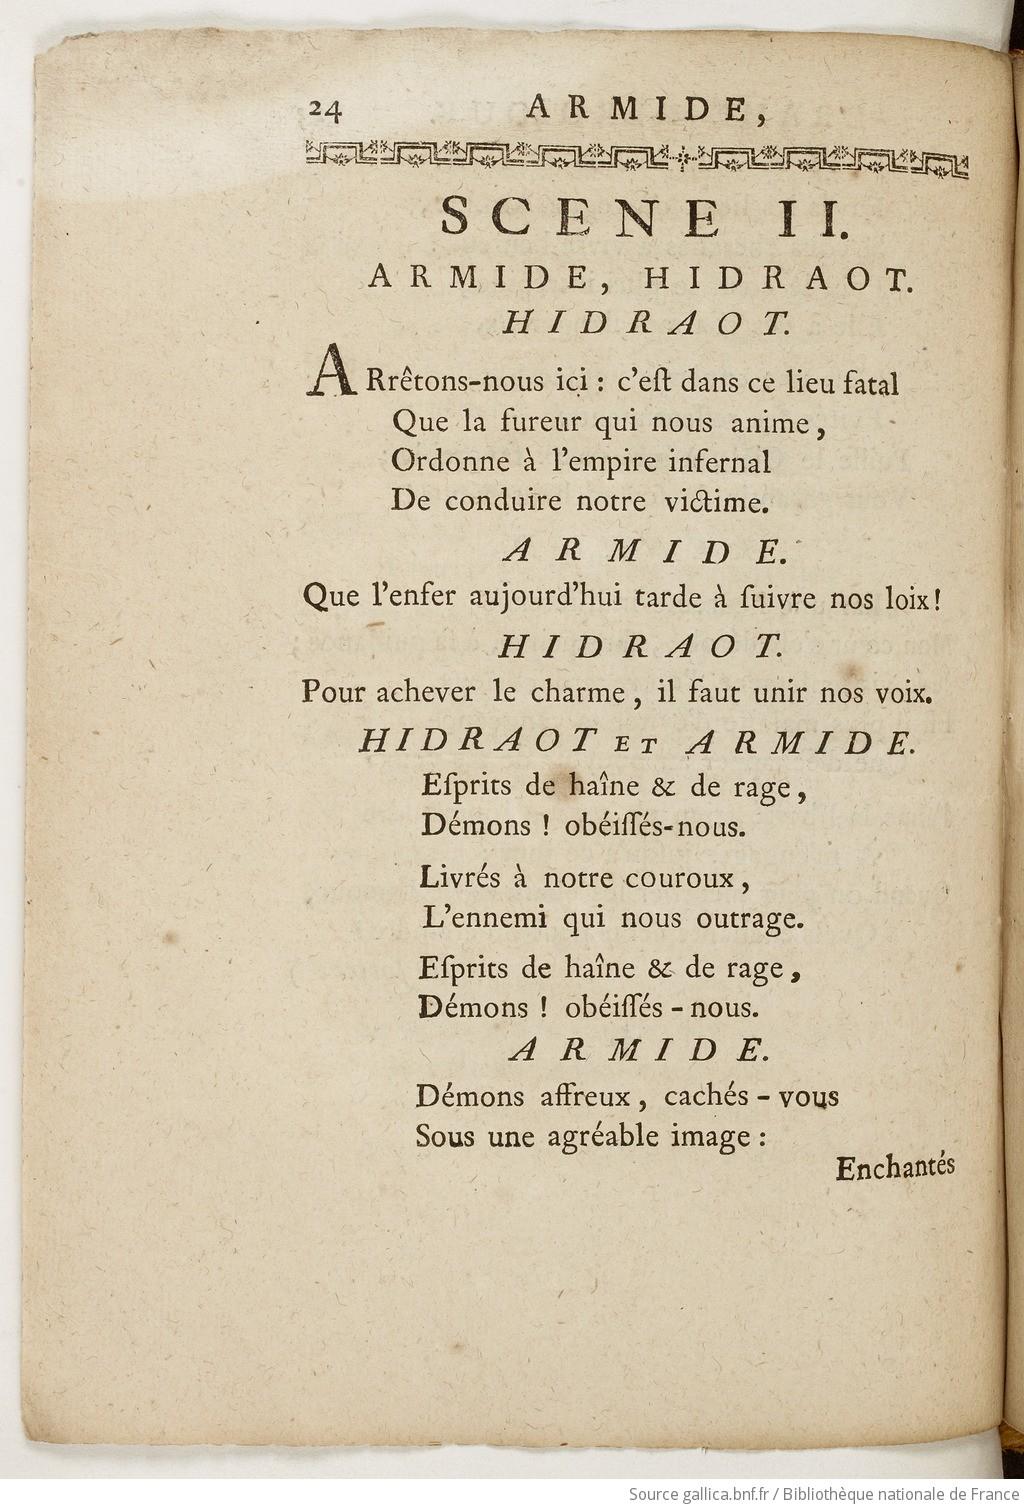 24 ARMIDE,
SCENE II.
ARMIDE, HIDRAOT.
HIDRAOT.
ARrêtons-nous ici : c'eſt dans ce lieu fatal
Que la fureur qui nous anime,
Ordonne à l'empire infernal
De conduire notre victime.
ARMIDE.
Que l'enfer aujourd'hui tarde à ſuivre nos loix!
HIDRAOT.
Pour achever le charme, il faut unir nos voix.
HIDRAOT ET ARMIDE.
Eſprits de haîne & de rage,
Démons ! obéiſſés-nous.
Livrés à notre couroux,
L'ennemi qui nous outrage.
Eſprits de haîne & de rage,
Démons ! obéiſſés-nous.
ARMIDE.
Démons affreux, cachés-vous
Sous une agréable image :
Enchantés
Source gallica.bnf.fr / Bibliothèque nationale de France